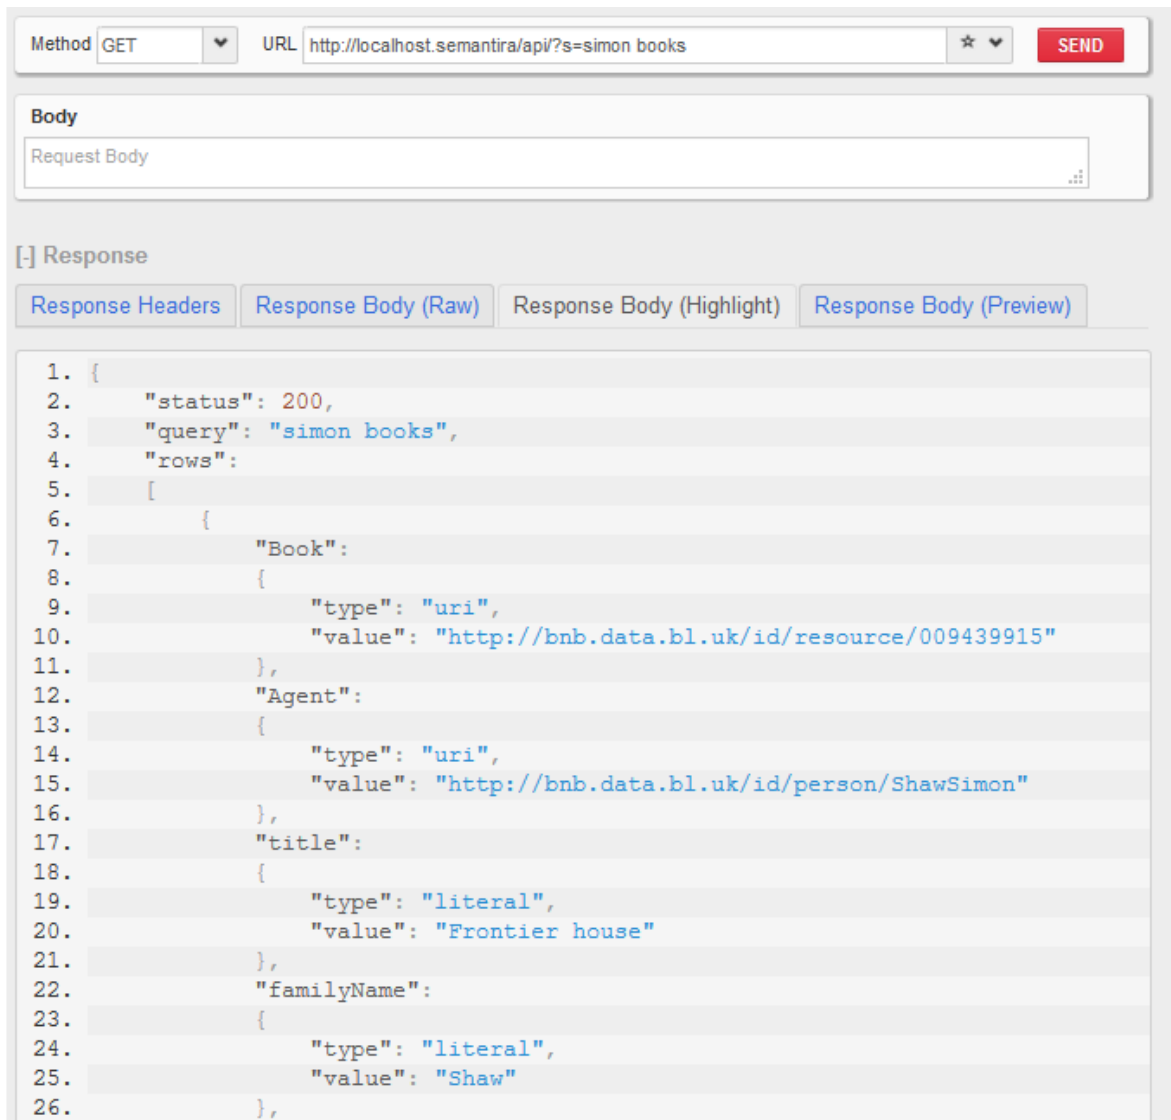 Method GET URL http://localhost.semantira/api/?s=simon books SEND
Body
Request Body
[-] Response
Response Headers Response Body (Raw) Response Body (Highlight) Response Body (Preview)
1. {
2. "status": 200,
3. "query": "simon books",
4. "rows":
5. [
6. {
7. "Book":
8. {
9. "type": "uri",
10. "value": "http://bnb.data.bl.uk/id/resource/009439915"
11. },
12. "Agent":
13. {
14. "type": "uri",
15. "value": "http://bnb.data.bl.uk/id/person/ShawSimon"
16. },
17. "title":
18. {
19. "type": "literal",
20. "value": "Frontier house"
21. },
22. "familyName":
23. {
24. "type": "literal",
25. "value": "Shaw"
26. },